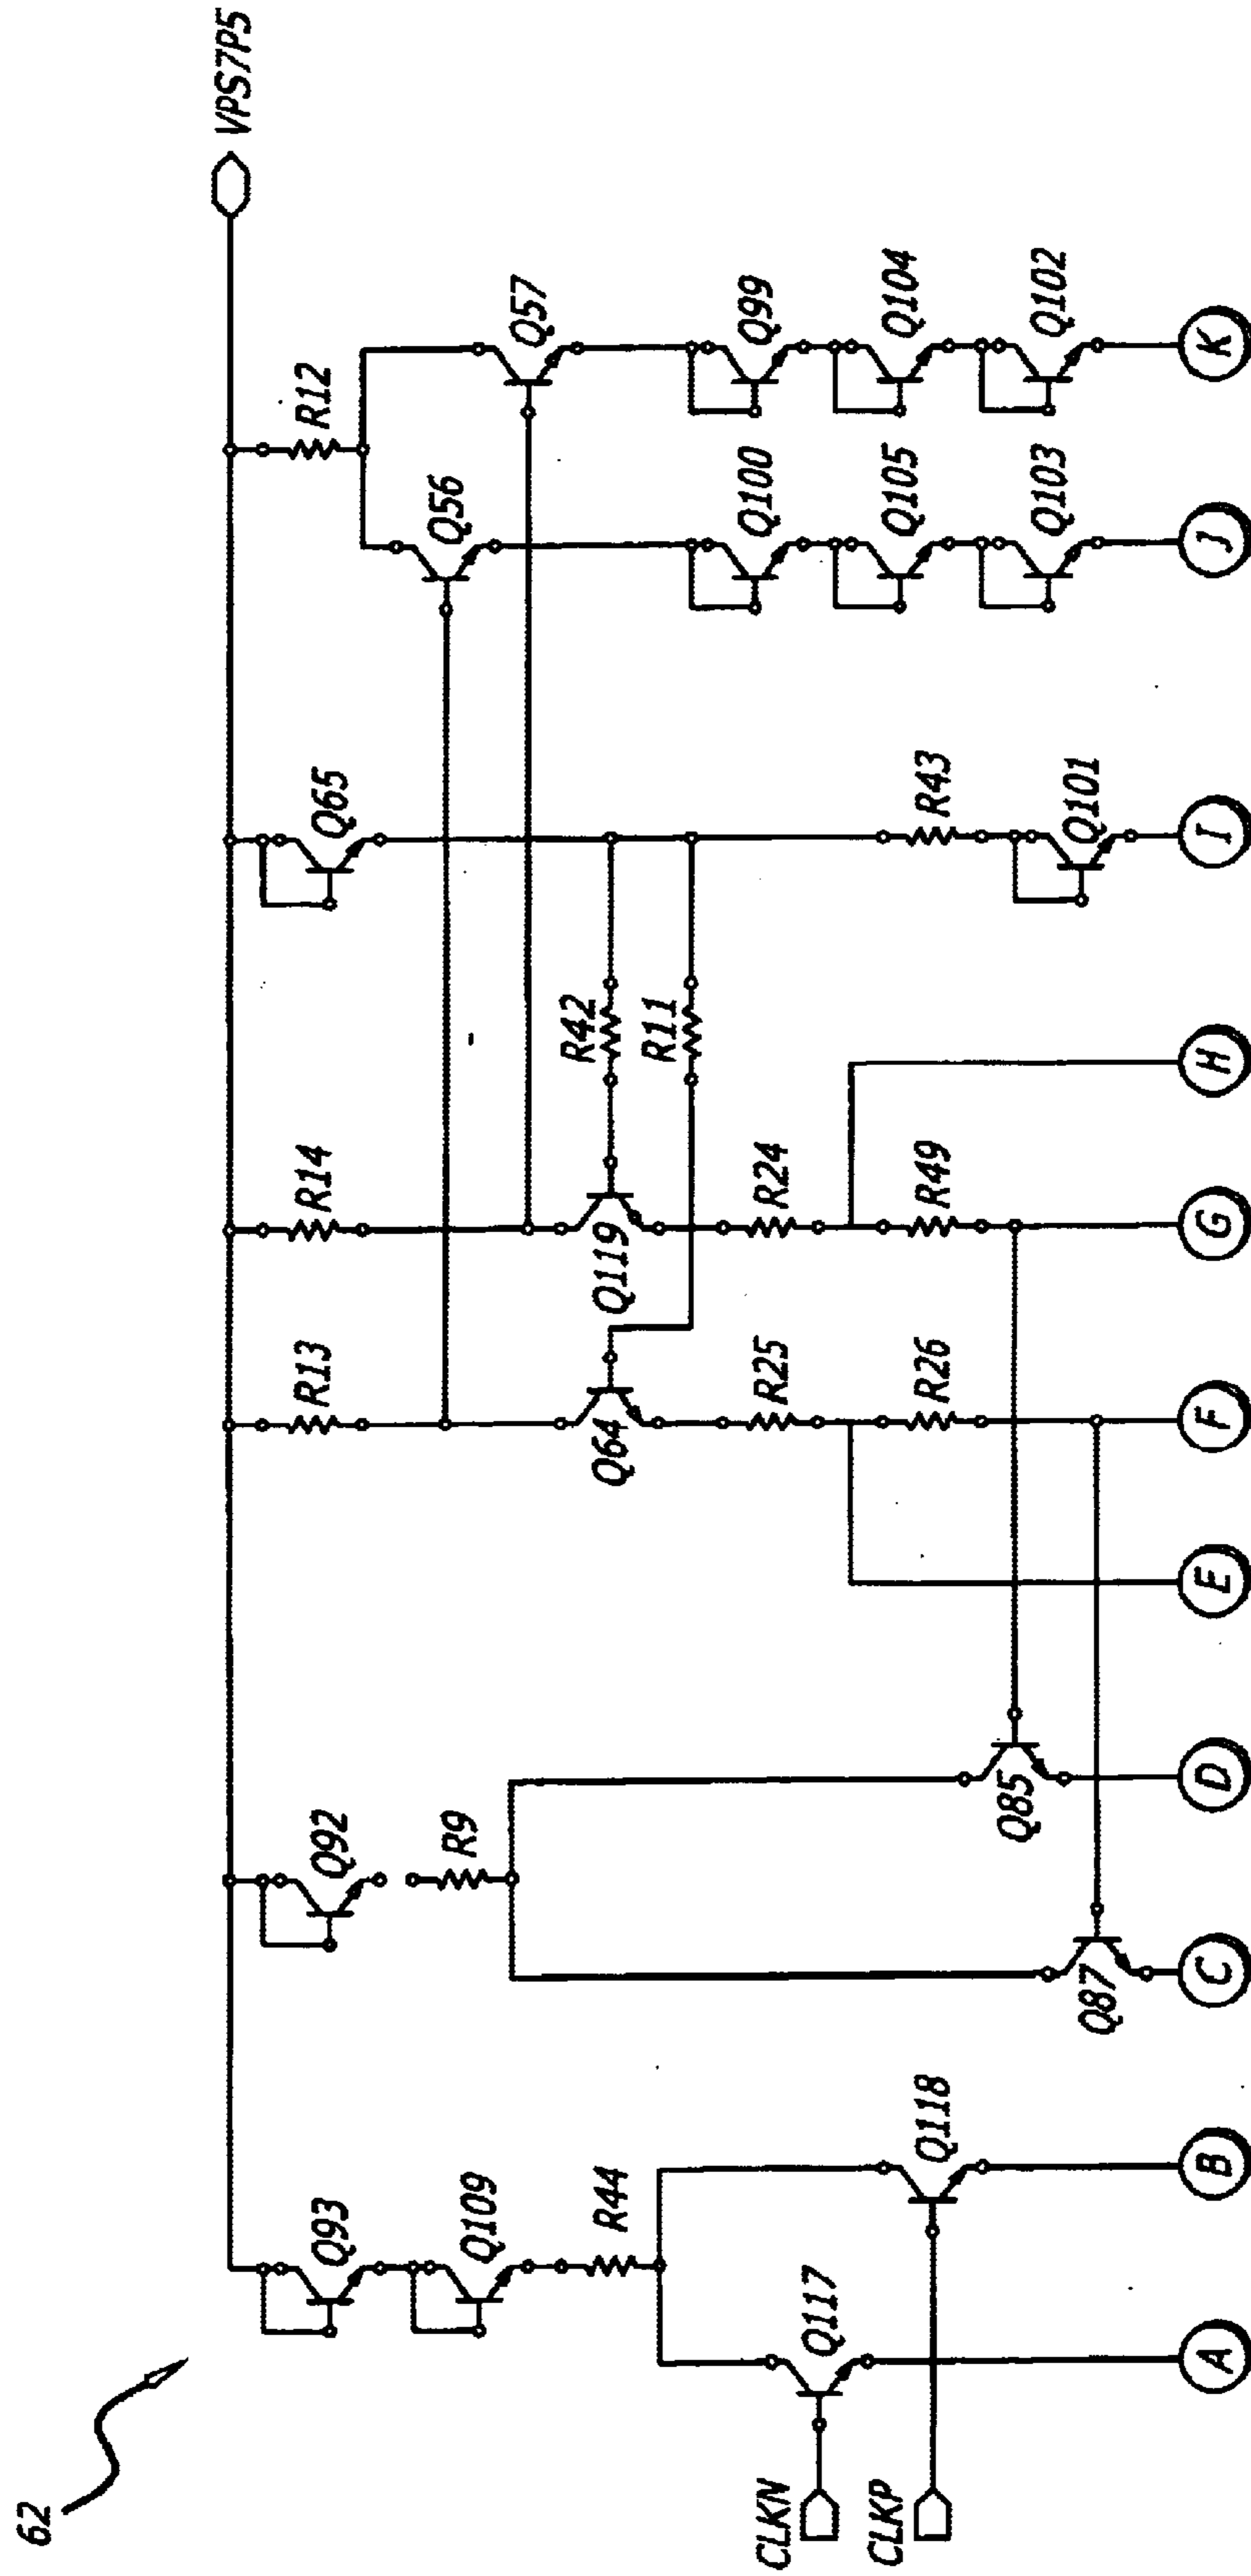 62
VPS7P5
R12
Q57
Q56
Q99
Q104
Q102
Q100
Q105
Q103
Q65
R43
Q101
R42
R11
R14
Q119
R24
R49
R13
Q64
R25
R26
Q92
R9
Q85
Q87
Q93
Q109
R44
Q118
Q117
CLKN
CLKP
A
B
C
D
E
F
G
H
I
J
K